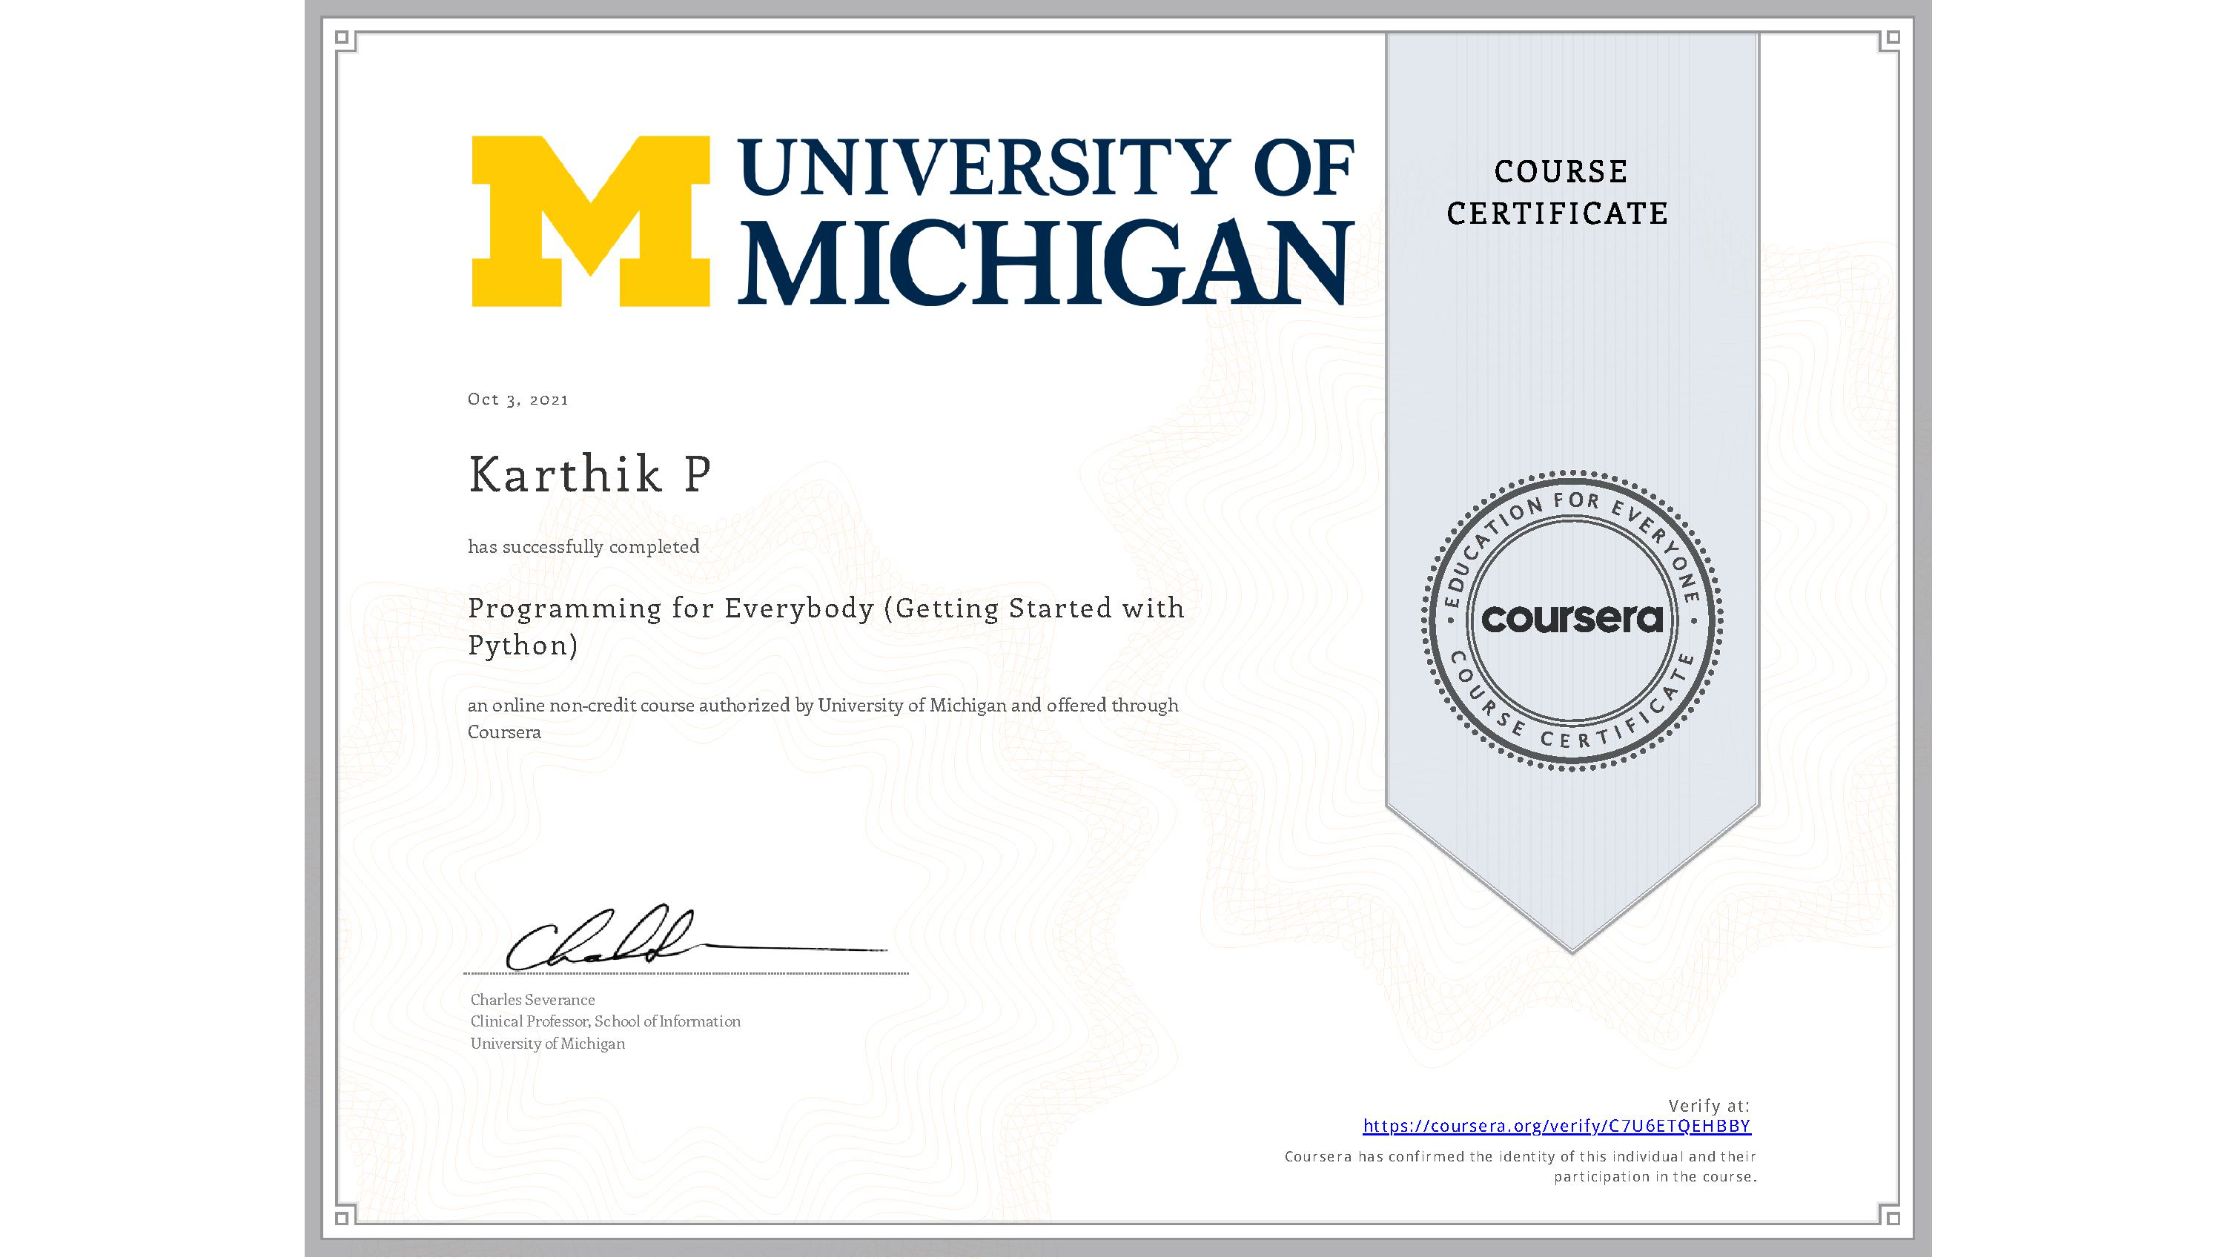 UNIVERSITY OF
MICHIGAN
COURSE
CERTIFICATE
Oct 3, 2021
Karthik P
has successfully completed
Programming for Everybody (Getting Started with
Python)
an online non-credit course authorized by University of Michigan and offered through
Coursera
EDUCATION FOR EVERYONE
coursera
COURSE CERTIFICATE
Charles Severance
Clinical Professor, School of Information
University of Michigan
Verify at:
https://coursera.org/verify/C7U6ETQEHBBY
Coursera has confirmed the identity of this individual and their
participation in the course.